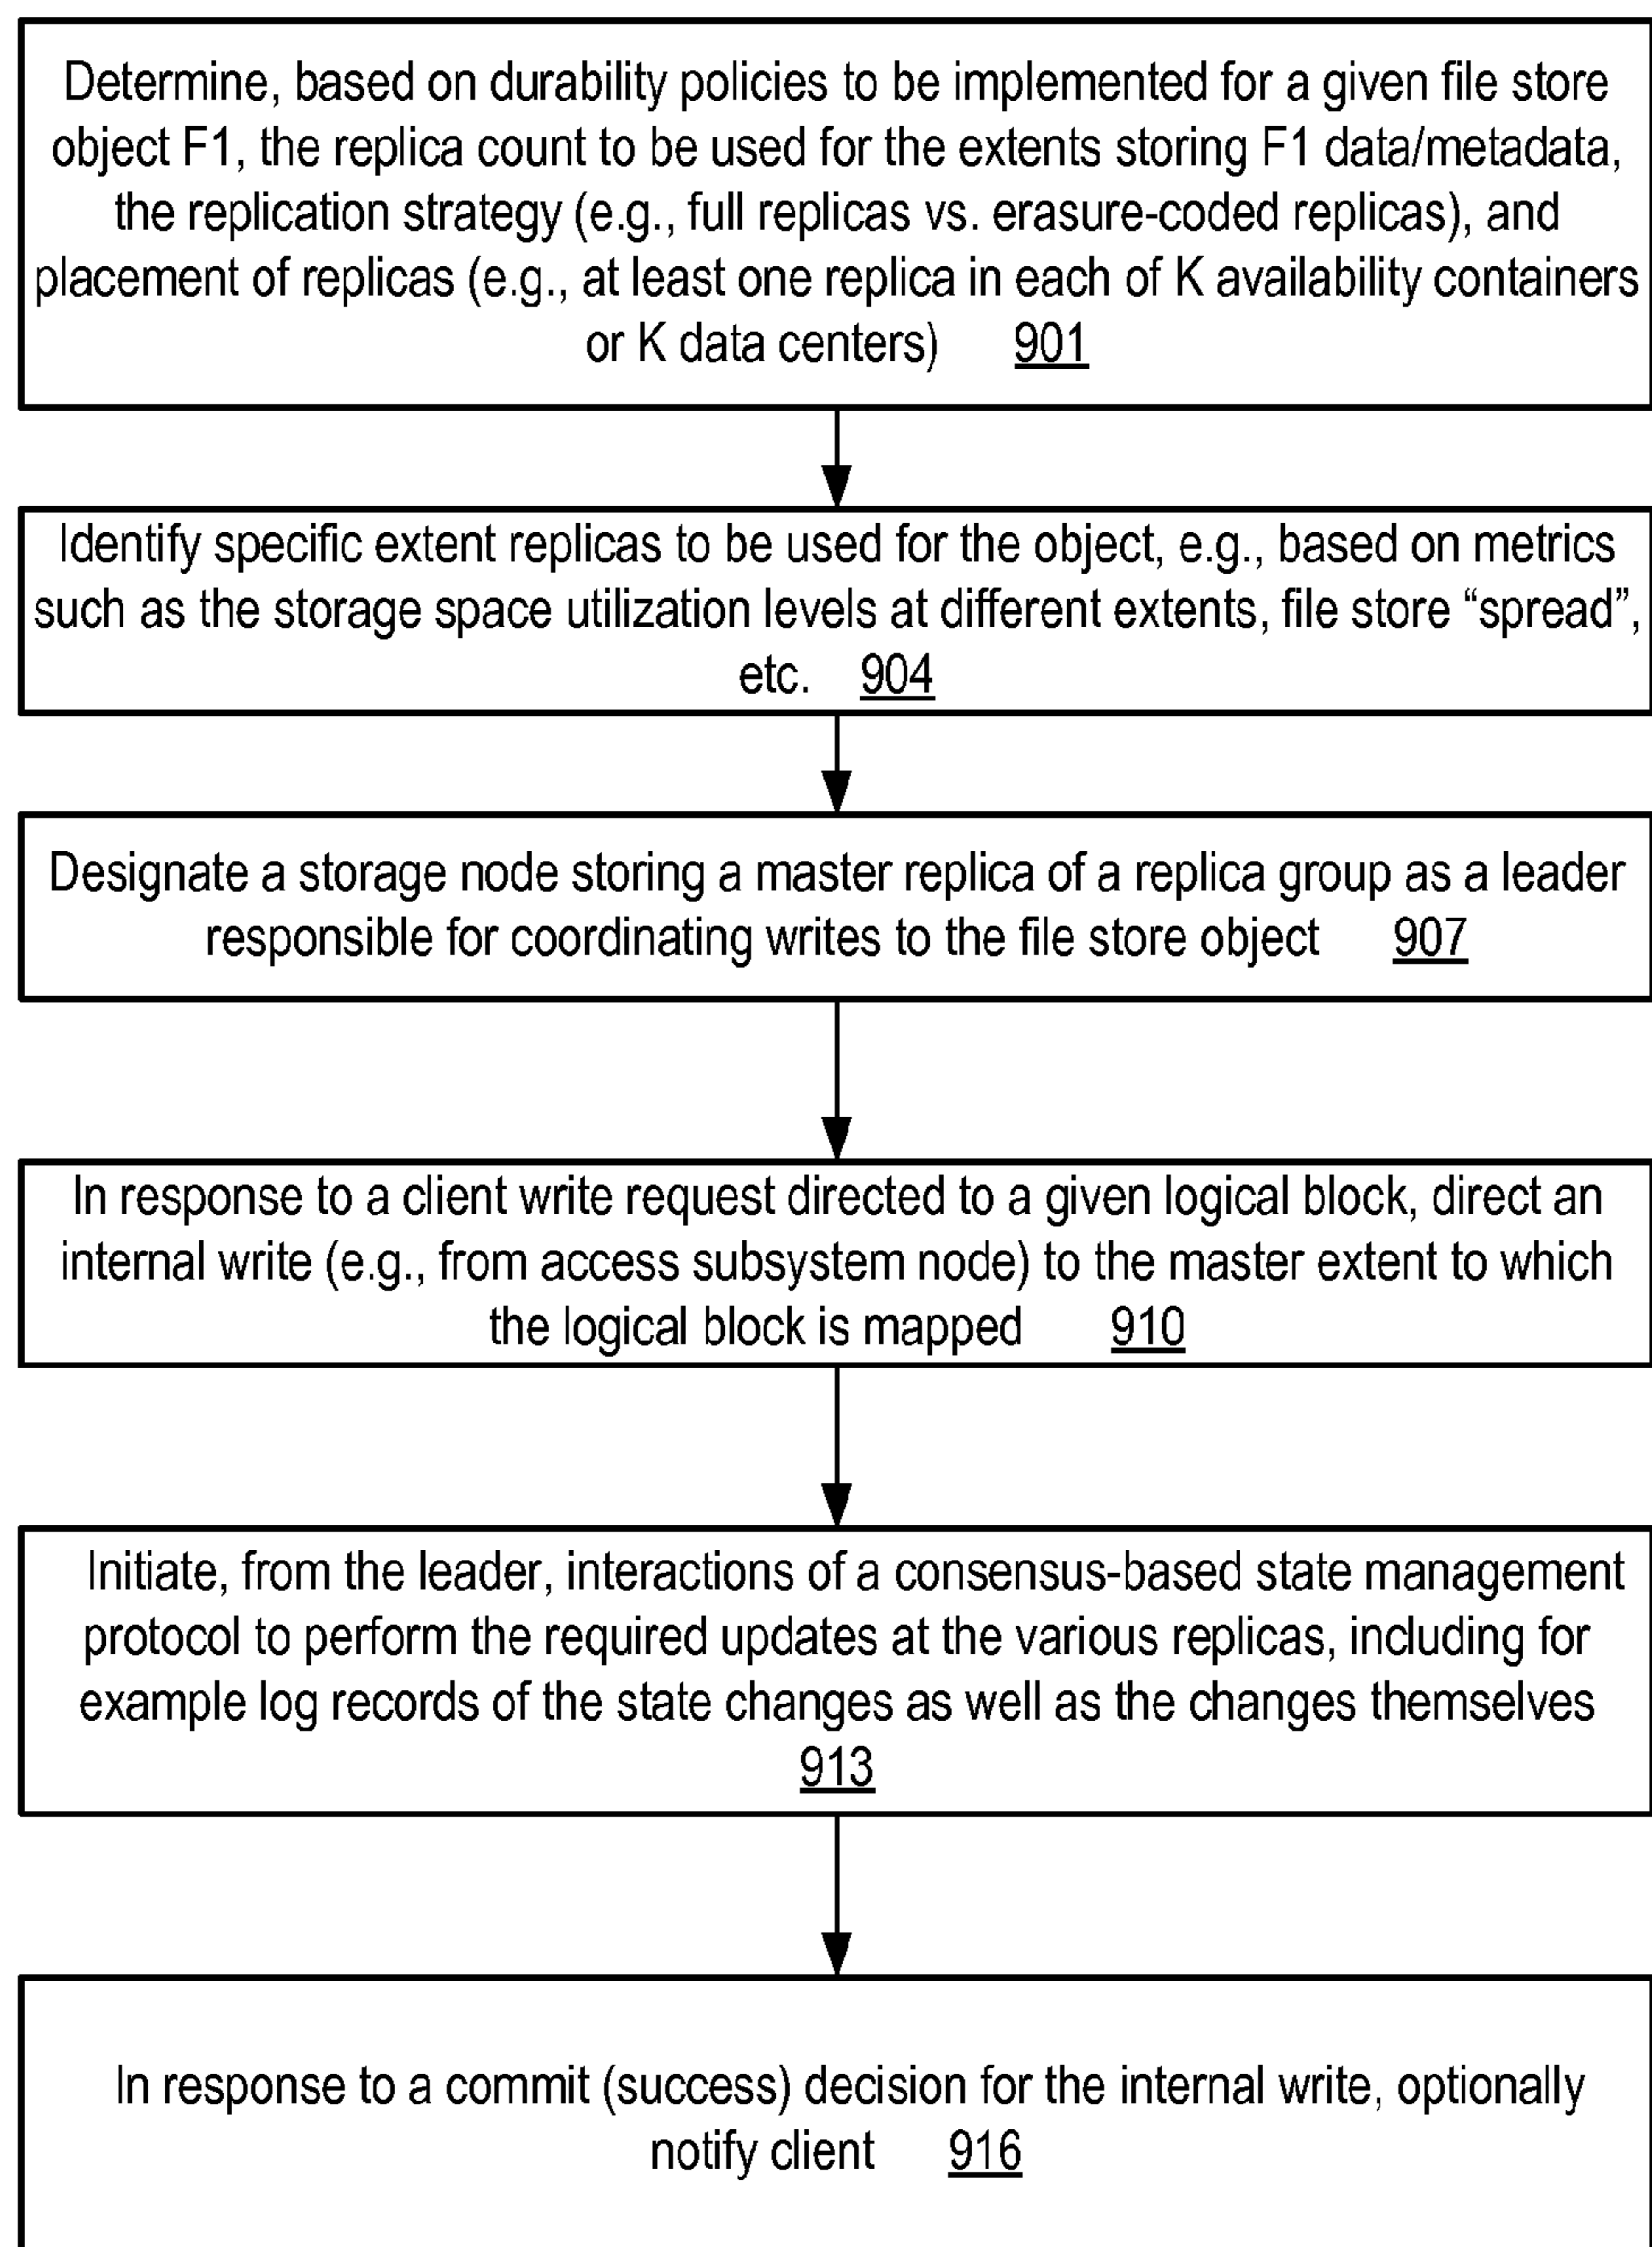 Determine, based on durability policies to be implemented for a given file store
object F1, the replica count to be used for the extents storing F1 data/metadata,
the replication strategy (e.g., full replicas vs. erasure-coded replicas), and
placement of replicas (e.g., at least one replica in each of K availability containers
or K data centers) 901
Identify specific extent replicas to be used for the object, e.g., based on metrics
such as the storage space utilization levels at different extents, file store “spread”,
etc. 904
Designate a storage node storing a master replica of a replica group as a leader
responsible for coordinating writes to the file store object 907
In response to a client write request directed to a given logical block, direct an
internal write (e.g., from access subsystem node) to the master extent to which
the logical block is mapped 910
Initiate, from the leader, interactions of a consensus-based state management
protocol to perform the required updates at the various replicas, including for
example log records of the state changes as well as the changes themselves
913
In response to a commit (success) decision for the internal write, optionally
notify client 916